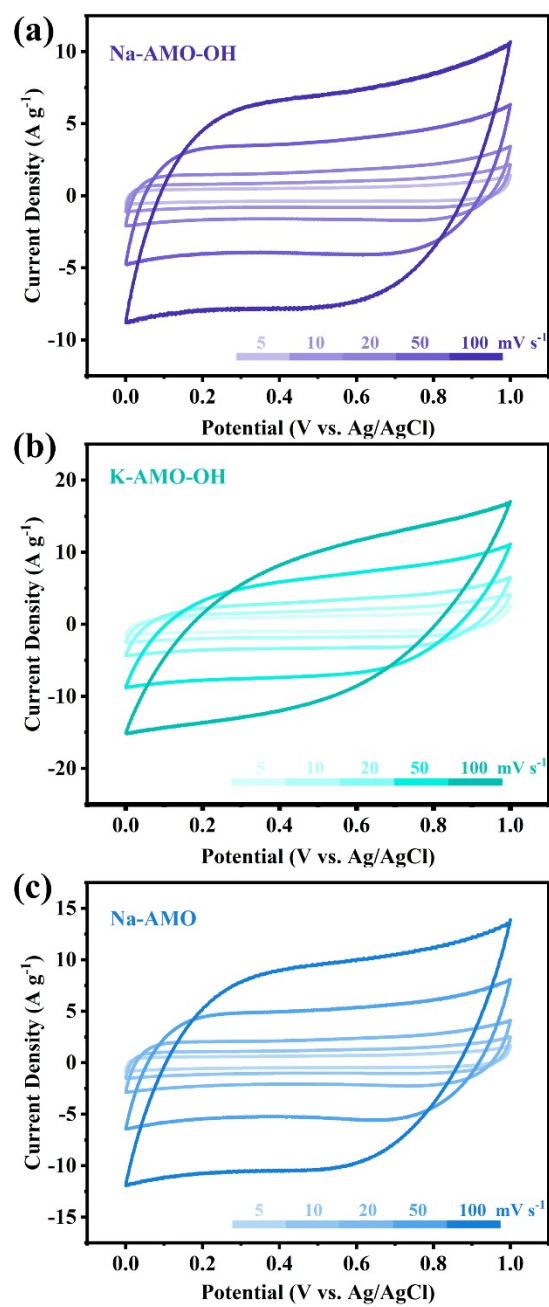 (a)
Na-AMO-OH
Current Density (A g⁻¹)
10
5
0
-5
-10
5 10 20 50 100 mV s⁻¹
0.0 0.2 0.4 0.6 0.8 1.0
Potential (V vs. Ag/AgCl)
(b)
K-AMO-OH
Current Density (A g⁻¹)
20
10
0
-10
-20
5 10 20 50 100 mV s⁻¹
0.0 0.2 0.4 0.6 0.8 1.0
Potential (V vs. Ag/AgCl)
(c)
Na-AMO
Current Density (A g⁻¹)
15
10
5
0
-5
-10
-15
5 10 20 50 100 mV s⁻¹
0.0 0.2 0.4 0.6 0.8 1.0
Potential (V vs. Ag/AgCl)